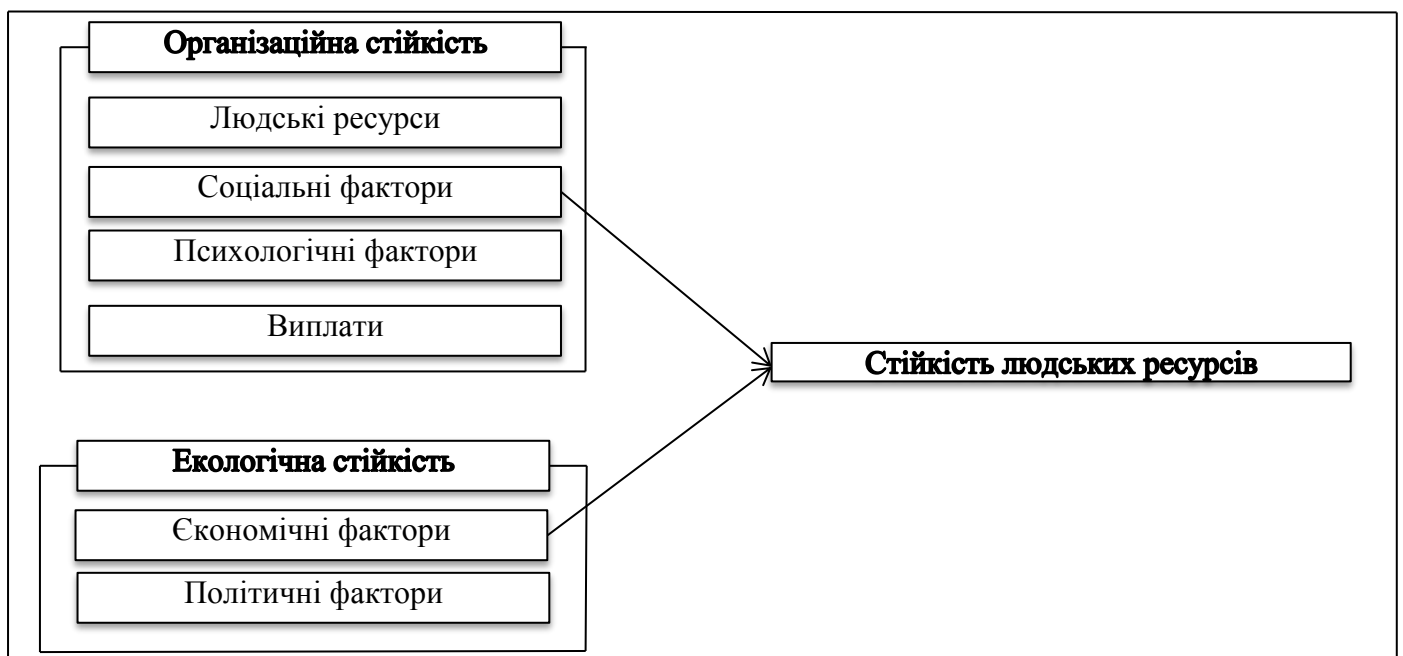 Організаційна стійкість
Людські ресурси
Соціальні фактори
Психологічні фактори
Виплати
Стійкість людських ресурсів
Екологічна стійкість
Єкономічні фактори
Політичні фактори